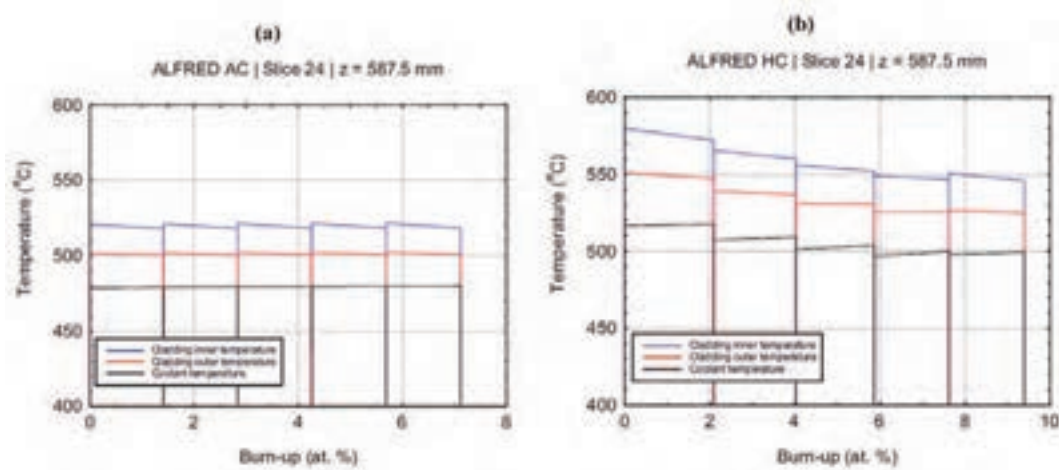 (a)
ALFRED AC | Slice 24 | z = 587.5 mm
600
550
500
450
400
Temperature (°C)
Cladding inner temperature
Cladding outer temperature
Coolant temperature
0 2 4 6 8
Burn-up (at. %)
(b)
ALFRED HC | Slice 24 | z = 587.5 mm
600
550
500
450
400
Temperature (°C)
Cladding inner temperature
Cladding outer temperature
Coolant temperature
0 2 4 6 8 10
Burn-up (at. %)